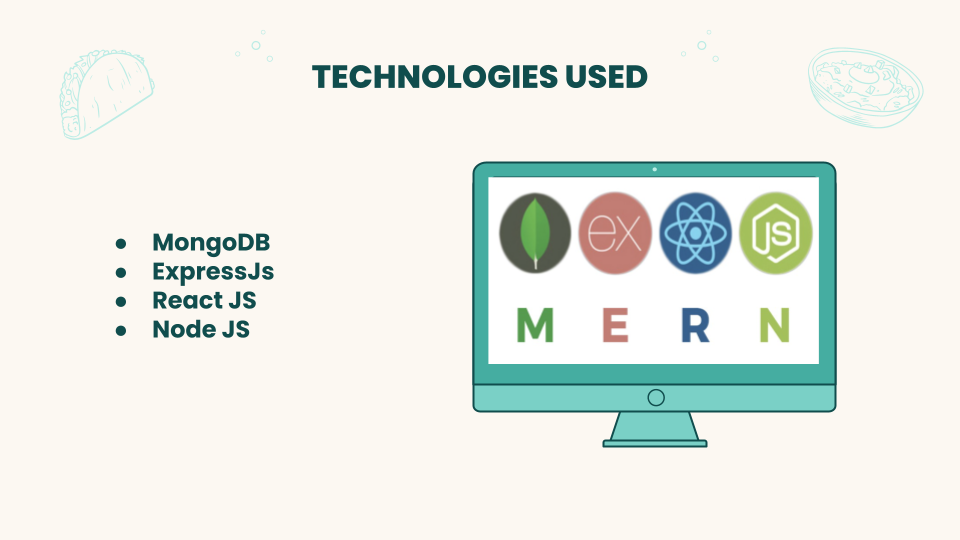 TECHNOLOGIES USED
● MongoDB
● ExpressJs
● React JS
● Node JS
ex
JS
M E R N